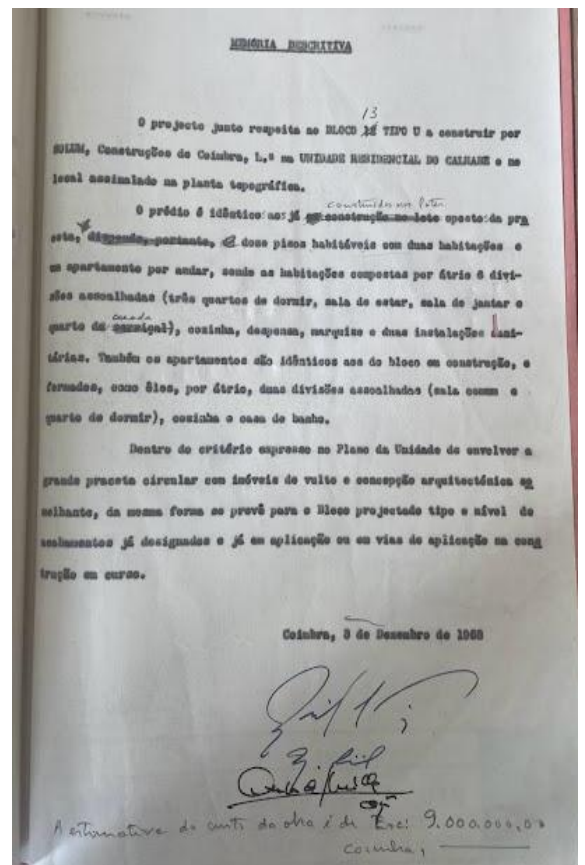 MEMÓRIA DESCRITIVA
13
O projecto junto respeita ao BLOCO TIPO U a construir por
SOLUM, Construções de Coimbra, L.ª na UNIDADE RESIDENCIAL DO CALHABÉ e no
local assinalado na planta topográfica.
construídos nos lotes
O prédio é idêntico aos já em construção no lote oposto da pra
ceta, dispondo, portanto, de doze pisos habitáveis com duas habitações e
um apartamento por andar, sendo as habitações compostas por átrio 6 divi-
sões assoalhadas (três quartos de dormir, sala de estar, sala de jantar e
criada
quarto de serviçal), cozinha, despensa, marquise e duas instalações sani-
tárias. Também os apartamentos são idênticos aos do bloco em construção, e
formados, como êles, por átrio, duas divisões assoalhadas (sala comum e
quarto de dormir), cozinha e casa de banho.
Dentro do critério expresso no Plano da Unidade de envolver a
grande praceta circular com imóveis de vulto e concepção arquitectónica se
melhante, da mesma forma se prevê para o Bloco projectado tipo e nível de
acabamentos já designados e já em aplicação ou em vias de aplicação na cons
trução em curso.
Coimbra, 3 de Dezembro de 1968
A estimativa do custo da obra é de Esc: 9.000.000,00
Coimbra,